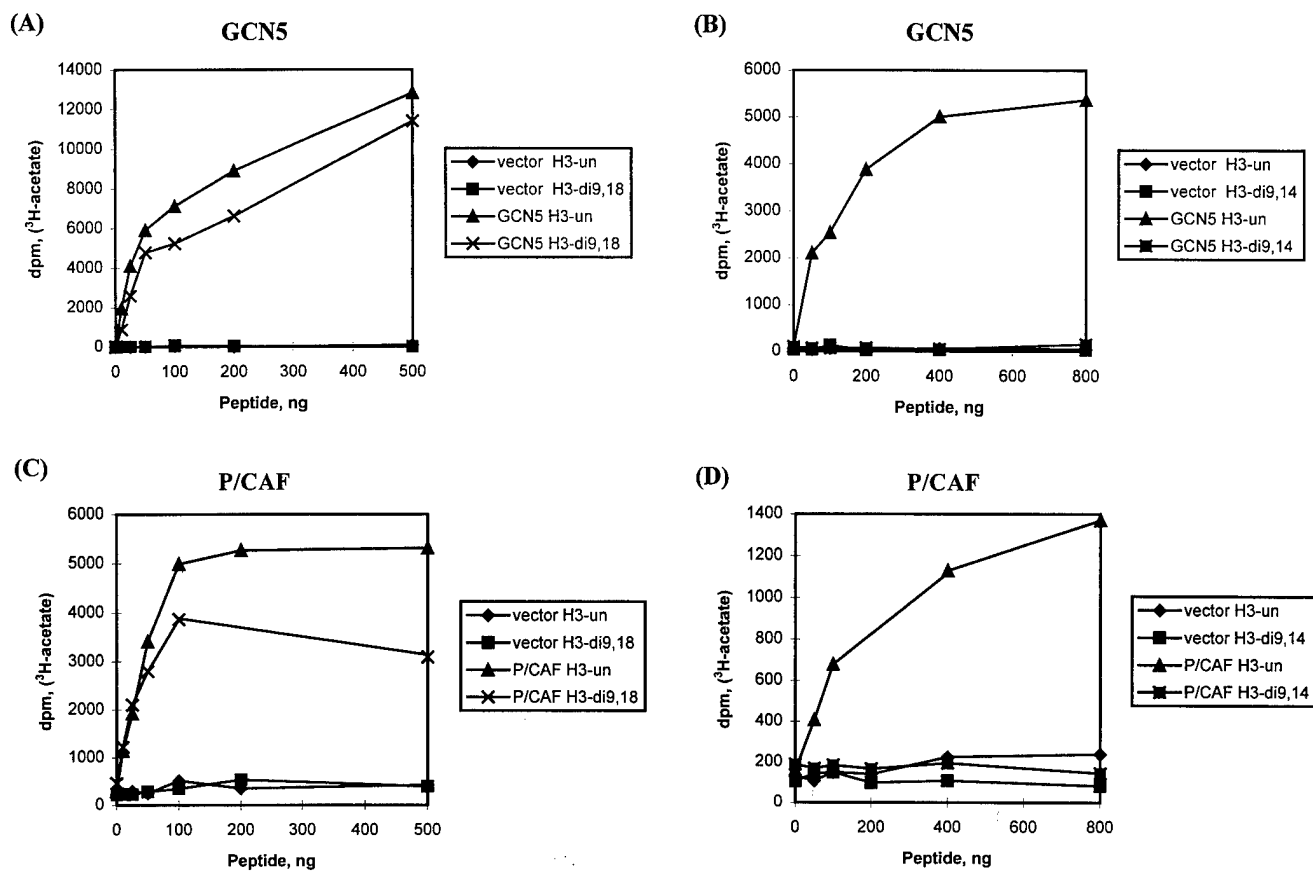 (A)
GCN5
14000
12000
10000
8000
6000
4000
2000
0
dpm, (³H-acetate)
0 100 200 300 400 500
Peptide, ng
vector H3-un
vector H3-di9,18
GCN5 H3-un
GCN5 H3-di9,18
(B)
GCN5
6000
5000
4000
3000
2000
1000
0
dpm, (³H-acetate)
0 200 400 600 800
Peptide, ng
vector H3-un
vector H3-di9,14
GCN5 H3-un
GCN5 H3-di9,14
(C)
P/CAF
6000
5000
4000
3000
2000
1000
0
dpm, (³H-acetate)
0 100 200 300 400 500
Peptide, ng
vector H3-un
vector H3-di9,18
P/CAF H3-un
P/CAF H3-di9,18
(D)
P/CAF
1400
1200
1000
800
600
400
200
0
dpm, (³H-acetate)
0 200 400 600 800
Peptide, ng
vector H3-un
vector H3-di9,14
P/CAF H3-un
P/CAF H3-di9,14